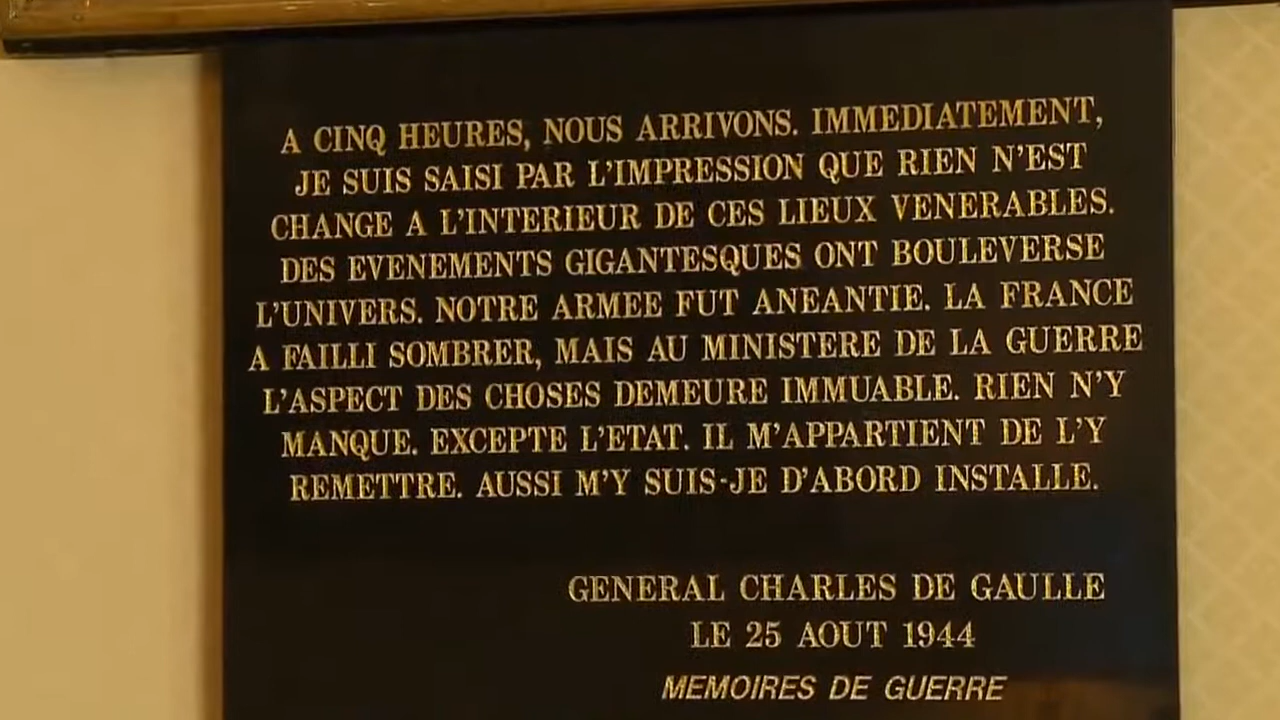 A CINQ HEURES, NOUS ARRIVONS. IMMEDIATEMENT,
JE SUIS SAISI PAR L'IMPRESSION QUE RIEN N'EST
CHANGE A L'INTERIEUR DE CES LIEUX VENERABLES.
DES EVENEMENTS GIGANTESQUES ONT BOULEVERSE
L'UNIVERS. NOTRE ARMEE FUT ANEANTIE. LA FRANCE
A FAILLI SOMBRER, MAIS AU MINISTERE DE LA GUERRE
L'ASPECT DES CHOSES DEMEURE IMMUABLE. RIEN N'Y
MANQUE. EXCEPTE L'ETAT. IL M'APPARTIENT DE L'Y
REMETTRE. AUSSI M'Y SUIS-JE D'ABORD INSTALLE.
GENERAL CHARLES DE GAULLE
LE 25 AOUT 1944
MEMOIRES DE GUERRE